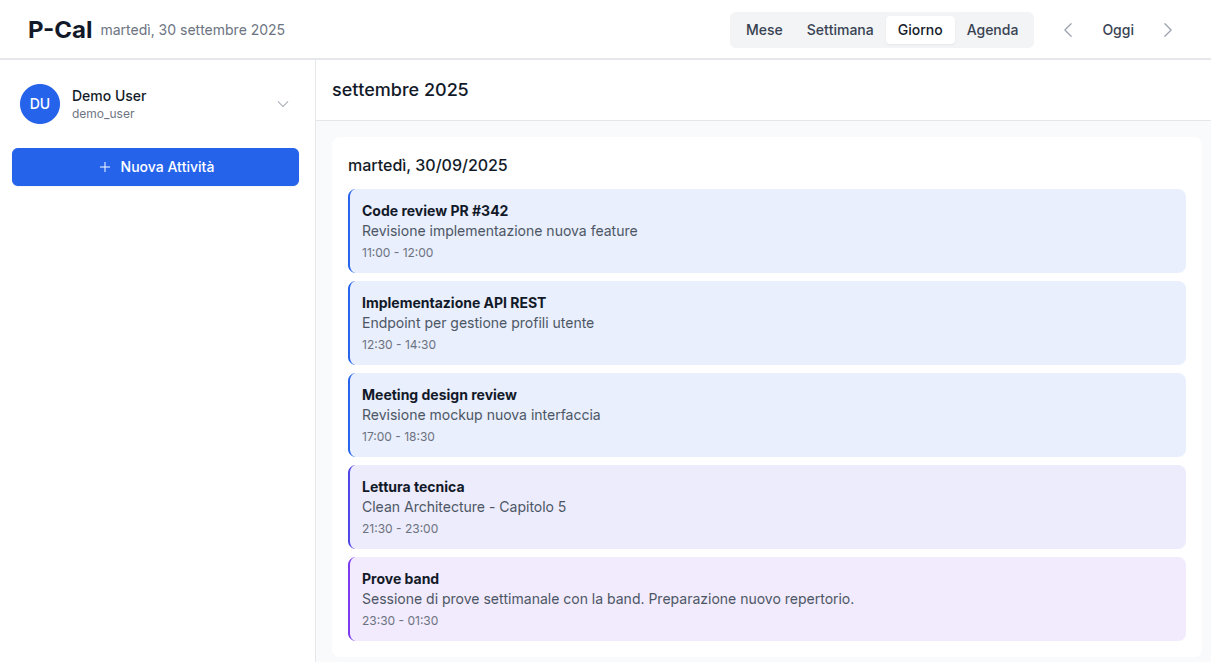 P-Cal martedì, 30 settembre 2025
Mese Settimana Giorno Agenda Oggi
DU
Demo User
demo_user
Nuova Attività
settembre 2025
martedì, 30/09/2025
Code review PR #342
Revisione implementazione nuova feature
11:00 - 12:00
Implementazione API REST
Endpoint per gestione profili utente
12:30 - 14:30
Meeting design review
Revisione mockup nuova interfaccia
17:00 - 18:30
Lettura tecnica
Clean Architecture - Capitolo 5
21:30 - 23:00
Prove band
Sessione di prove settimanale con la band. Preparazione nuovo repertorio.
23:30 - 01:30